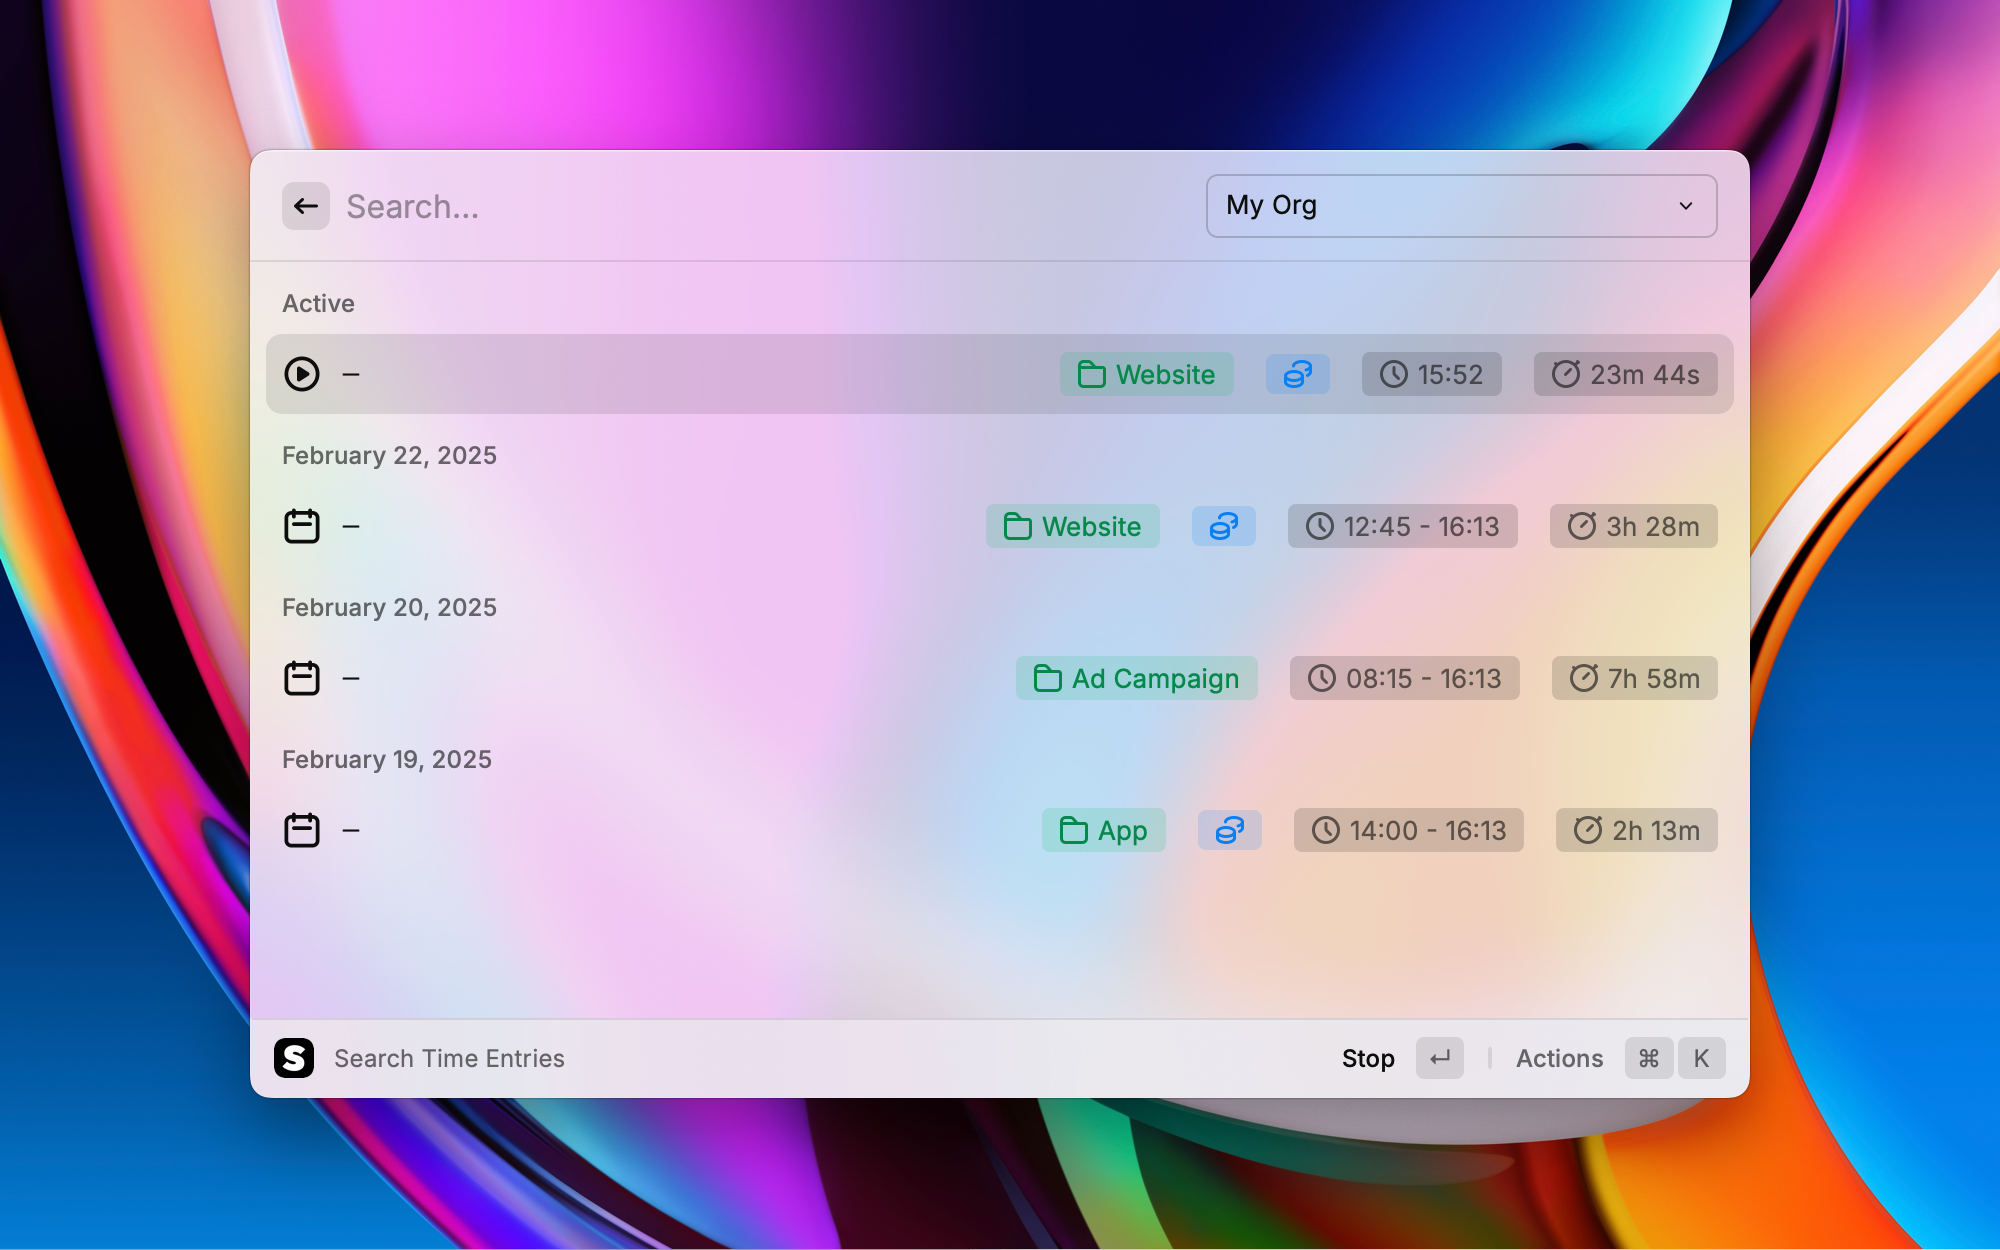 Search...
My Org
Active
– Website 15:52 23m 44s
February 22, 2025
– Website 12:45 - 16:13 3h 28m
February 20, 2025
– Ad Campaign 08:15 - 16:13 7h 58m
February 19, 2025
– App 14:00 - 16:13 2h 13m
S Search Time Entries Stop ↵ Actions ⌘ K